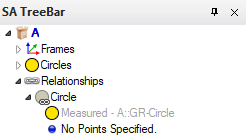 SA TreeBar
A
Frames
Circles
Relationships
Circle
Measured - A::GR-Circle
No Points Specified.